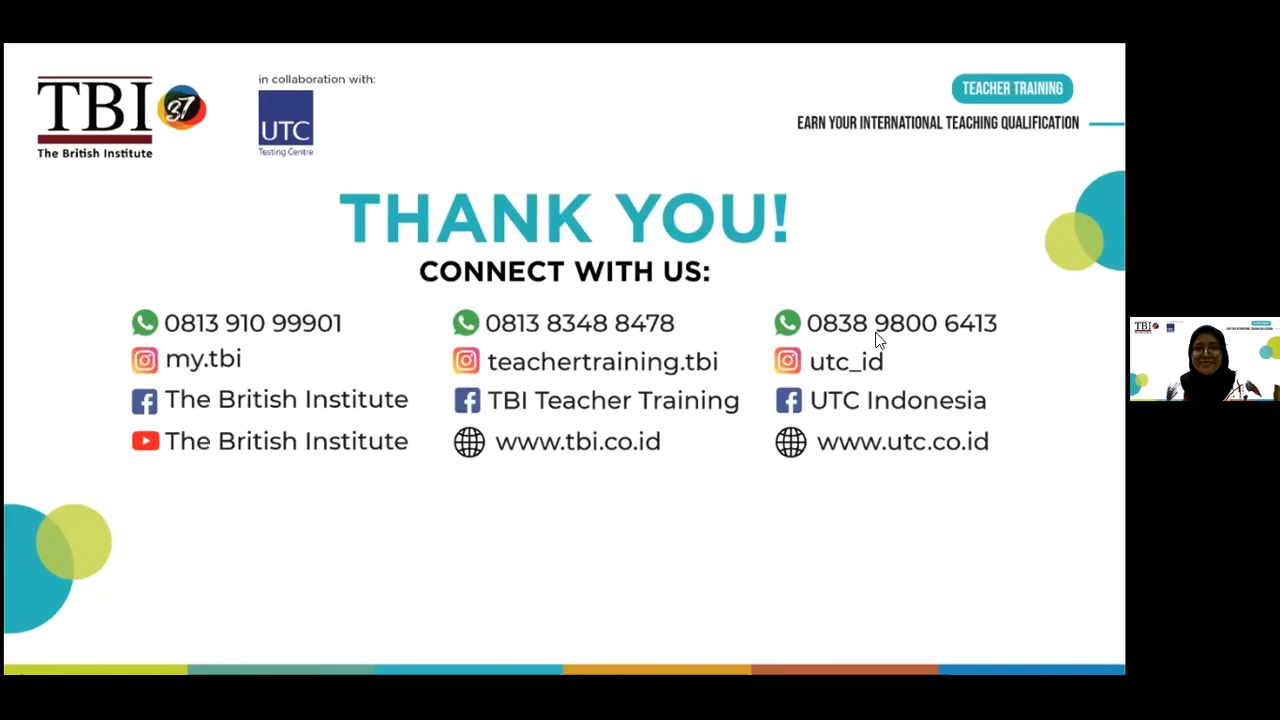 TBI 37
The British Institute
in collaboration with:
UTC
Testing Centre
TEACHER TRAINING
EARN YOUR INTERNATIONAL TEACHING QUALIFICATION
THANK YOU!
CONNECT WITH US:
0813 910 99901
my.tbi
The British Institute
The British Institute
0813 8348 8478
teachertraining.tbi
TBI Teacher Training
www.tbi.co.id
0838 9800 6413
utc_id
UTC Indonesia
www.utc.co.id
TBI